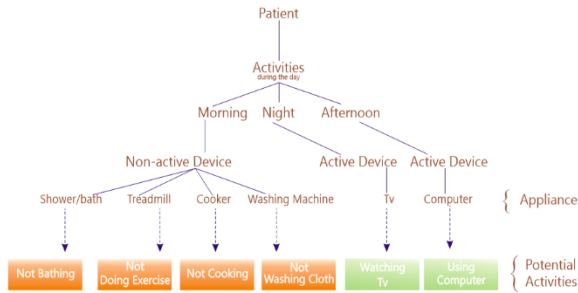 Patient
Activities
during the day
Morning Night Afternoon
Non-active Device Active Device Active Device
Shower/bath Treadmill Cooker Washing Machine Tv Computer { Appliance
Not Bathing
Not
Doing Exercise
Not Cooking
Not
Washing Cloth
Watching
Tv
Using
Computer
{ Potential
Activities